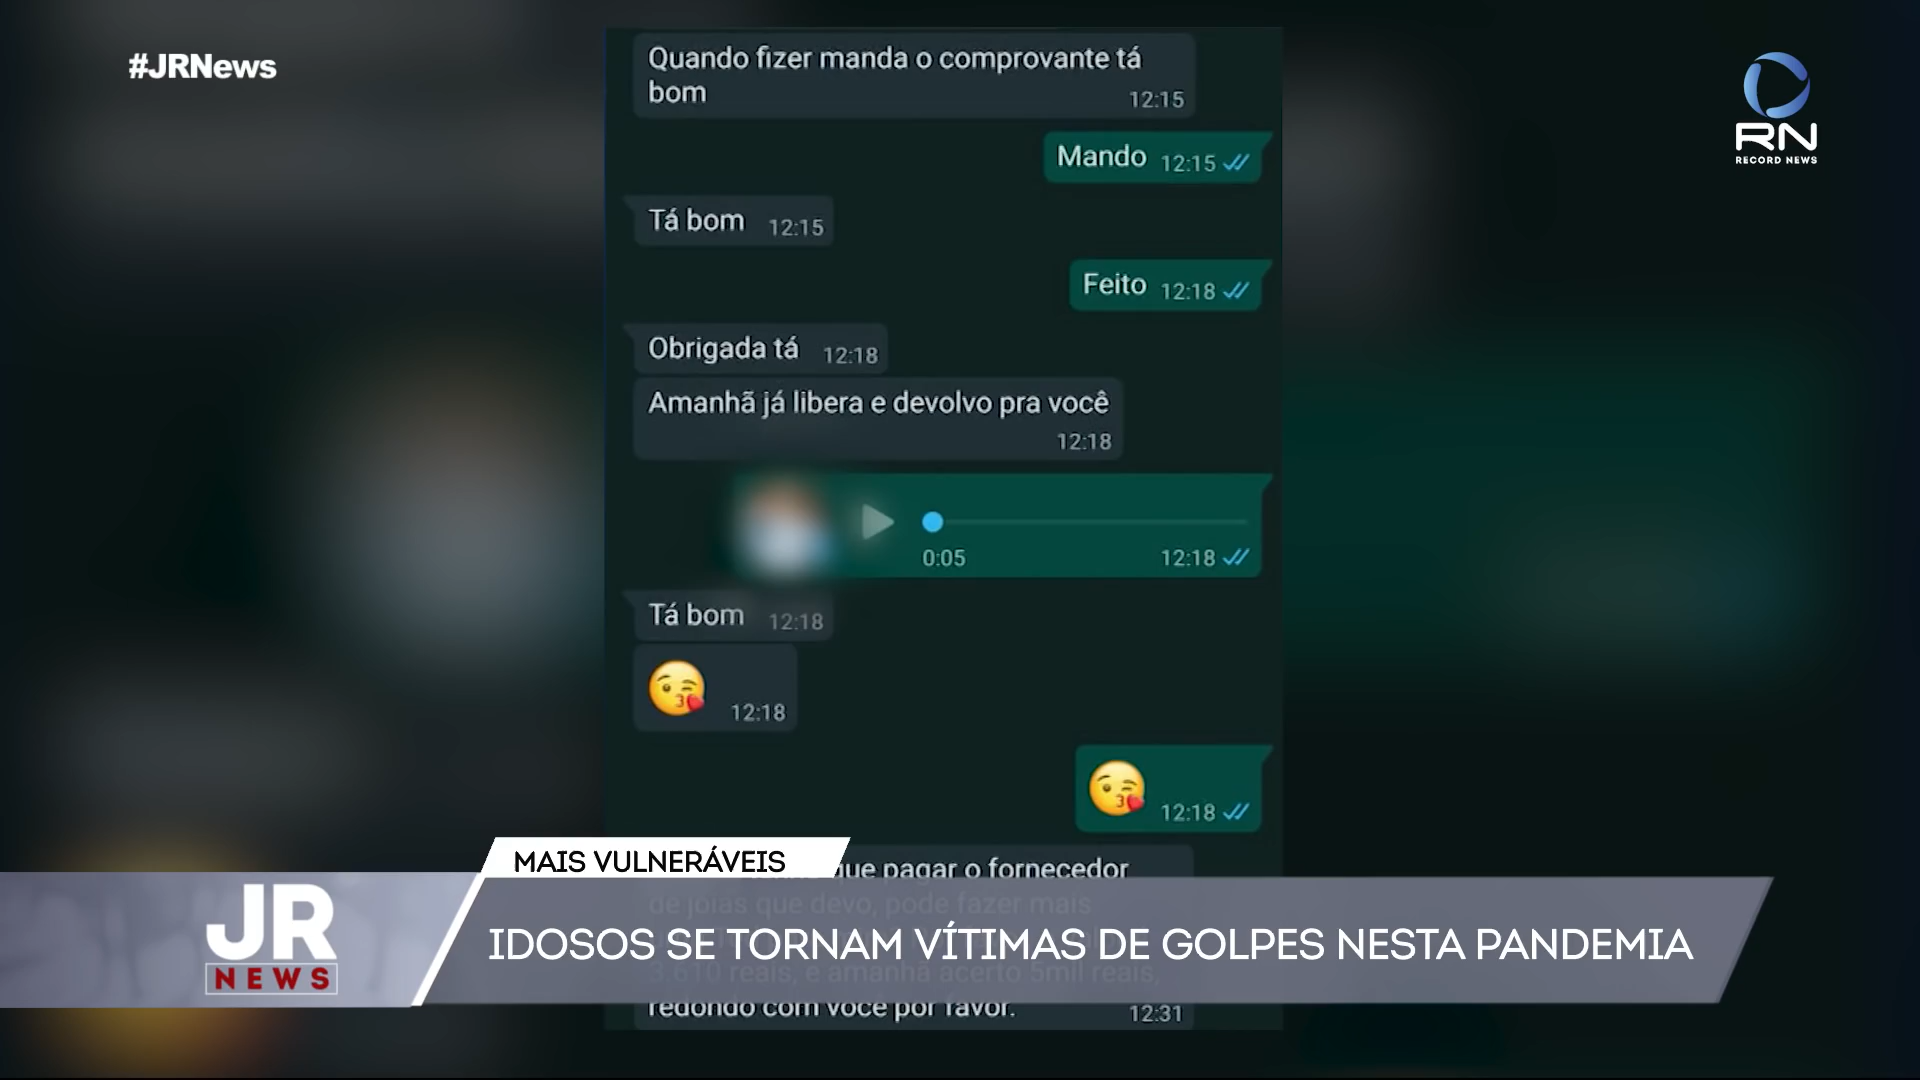 #JRNews
RN
RECORD NEWS
Quando fizer manda o comprovante tá
bom
12:15
Mando 12:15
Tá bom 12:15
Feito 12:18
Obrigada tá 12:18
Amanhã já libera e devolvo pra você
12:18
0:05 12:18
Tá bom 12:18
😘 12:18
😘 12:18
que pagar o fornecedor
de joias que devo, pode fazer mais
3.610 reais, e amanhã acerto 5mil reais,
redondo com você por favor. 12:31
MAIS VULNERÁVEIS
JR
NEWS
IDOSOS SE TORNAM VÍTIMAS DE GOLPES NESTA PANDEMIA